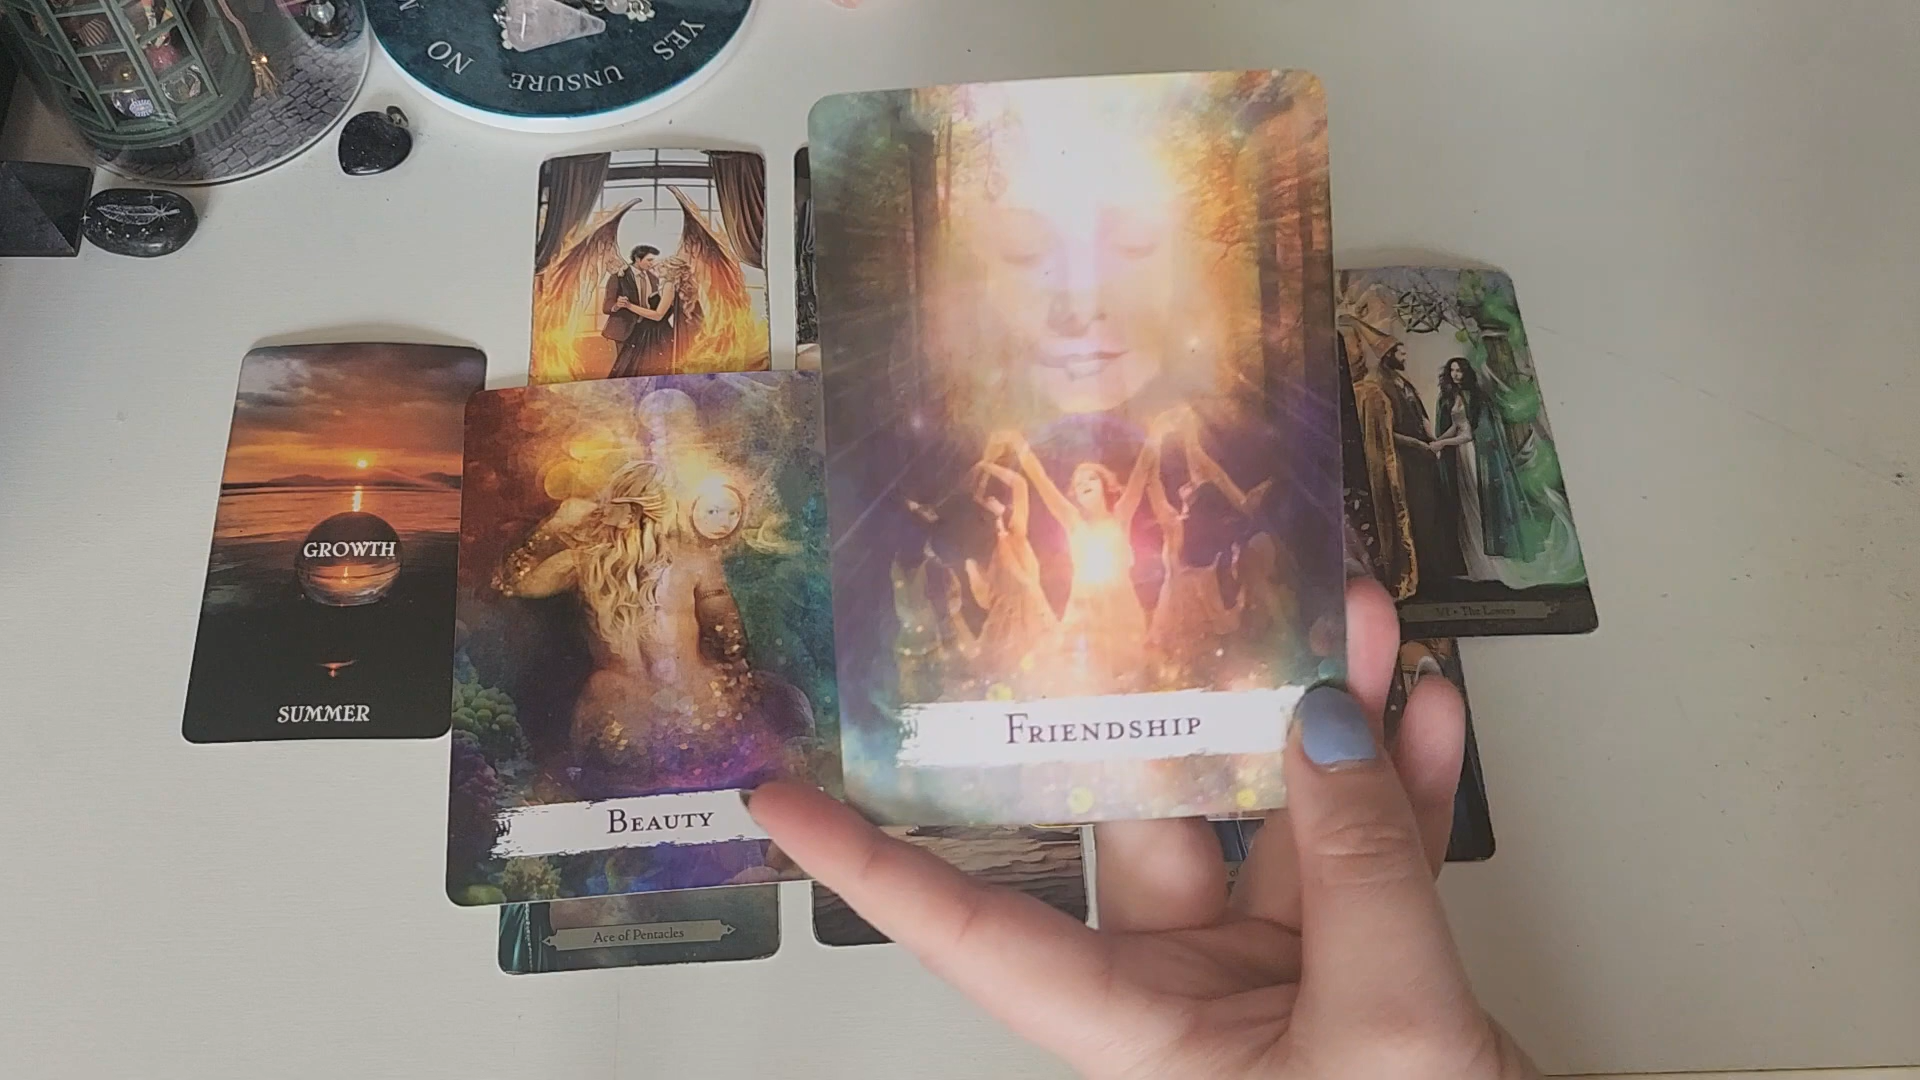 NO
UNSURE
YES
GROWTH
SUMMER
BEAUTY
FRIENDSHIP
VI • The Lovers
Ace of Pentacles